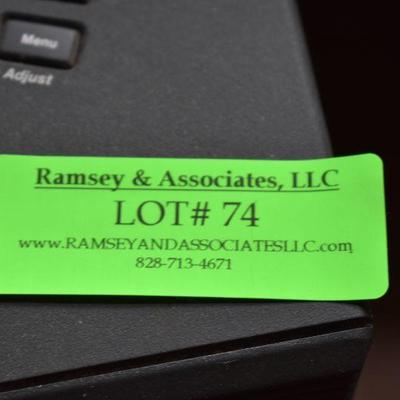 Menu
Adjust
Ramsey & Associates, LLC
LOT# 74
www.RAMSEYANDASSOCIATESLLC.com
828-713-4671